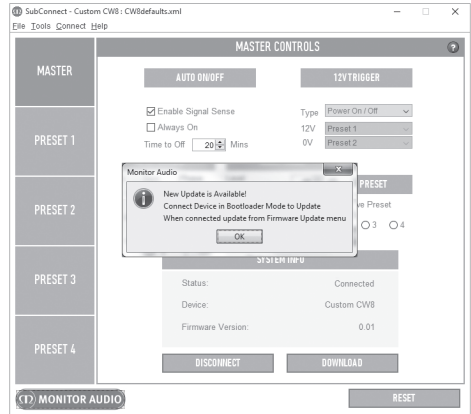 SubConnect - Custom CW8 : CW8defaults.xml
File Tools Connect Help
MASTER
MASTER CONTROLS
?
AUTO ON/OFF
12V TRIGGER
Enable Signal Sense
Type Power On / Off
Always On
12V Preset 1
Time to Off 20 Mins
0V Preset 2
PRESET 1
Monitor Audio
X
New Update is Available!
Connect Device in Bootloader Mode to Update
When connected update from Firmware Update menu
OK
PRESET
Preset
3 4
PRESET 2
SYSTEM INFO
Status: Connected
Device: Custom CW8
Firmware Version: 0.01
PRESET 3
PRESET 4
DISCONNECT
DOWNLOAD
MONITOR AUDIO
RESET